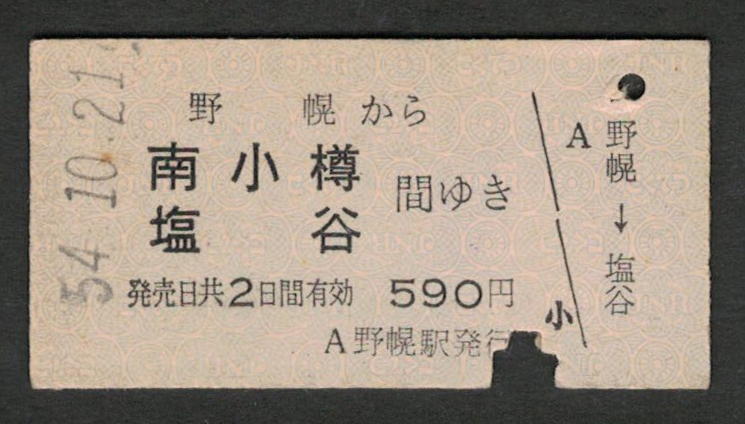 54.10.21
野幌から
南小樽
塩谷
間ゆき
発売日共2日間有効 590円
A野幌駅発行
小
A
野幌→塩谷